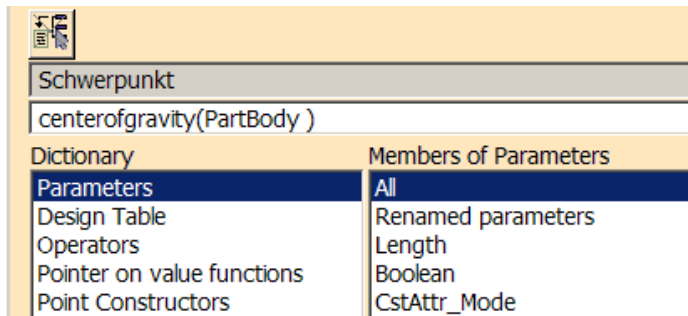 Schwerpunkt
centerofgravity(PartBody )
Dictionary Members of Parameters
Parameters All
Design Table Renamed parameters
Operators Length
Pointer on value functions Boolean
Point Constructors CstAttr_Mode